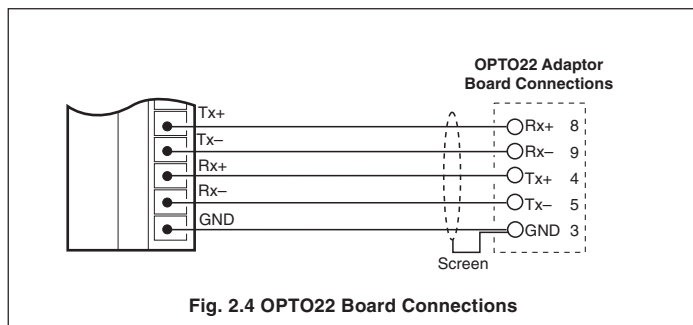 OPTO22 Adaptor
Board Connections
Tx+
Rx+ 8
Tx–
Rx– 9
Rx+
Tx+ 4
Rx–
Tx– 5
GND
GND 3
Screen
Fig. 2.4 OPTO22 Board Connections